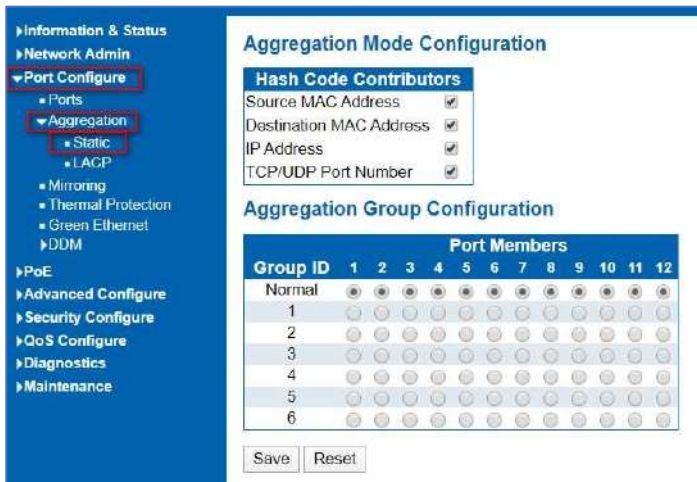 Information & Status
Network Admin
Port Configure
Ports
Aggregation
Static
LACP
Mirroring
Thermal Protection
Green Ethernet
DDM
PoE
Advanced Configure
Security Configure
QoS Configure
Diagnostics
Maintenance
Aggregation Mode Configuration
Hash Code Contributors
Source MAC Address
Destination MAC Address
IP Address
TCP/UDP Port Number
Aggregation Group Configuration
Port Members
Group ID 1 2 3 4 5 6 7 8 9 10 11 12
Normal
1
2
3
4
5
6
Save Reset